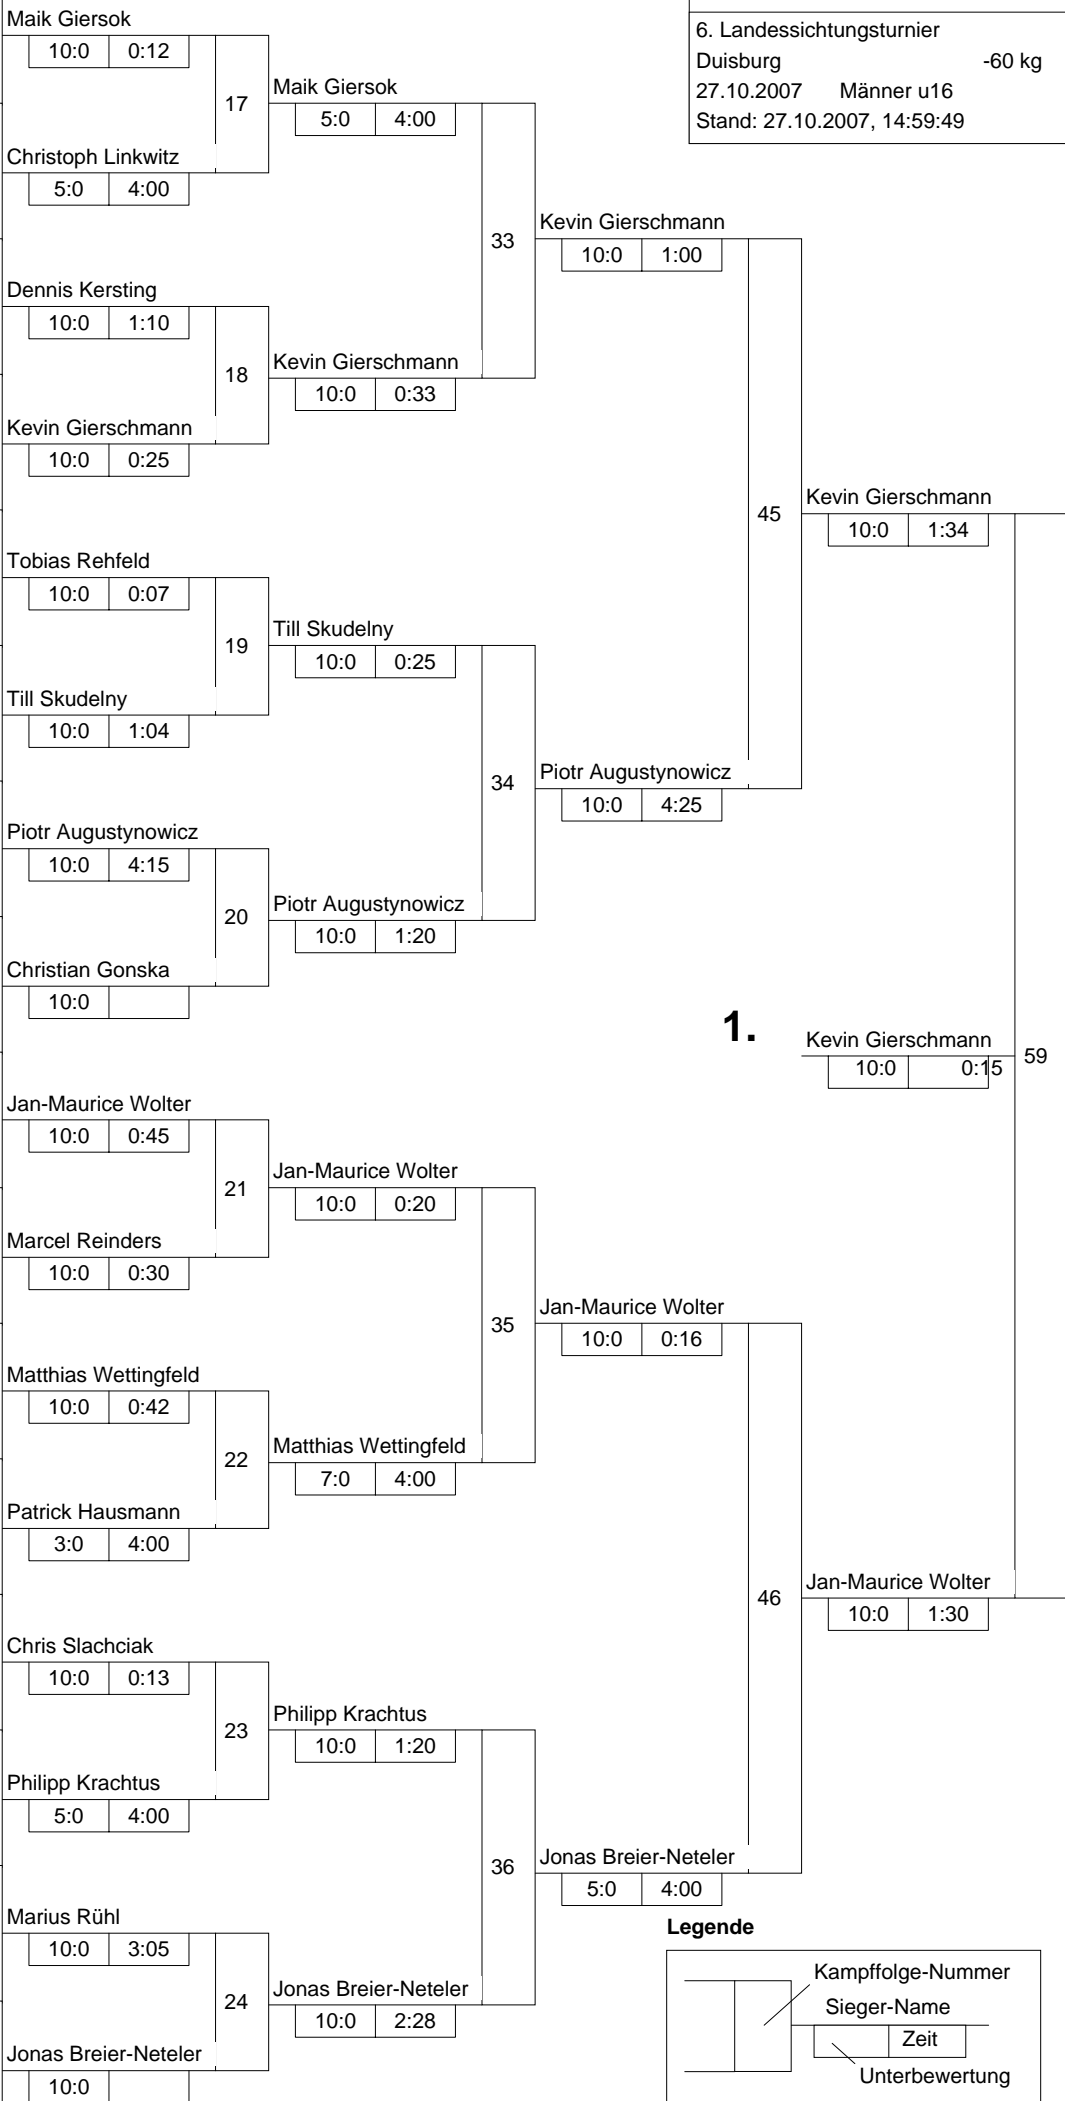 Maik Giersok
10:0 0:12
6. Landessichtungsturnier
Duisburg -60 kg
27.10.2007 Männer u16
Stand: 27.10.2007, 14:59:49
17
Maik Giersok
5:0 4:00
Christoph Linkwitz
5:0 4:00
33
Kevin Gierschmann
10:0 1:00
Dennis Kersting
10:0 1:10
18
Kevin Gierschmann
10:0 0:33
Kevin Gierschmann
10:0 0:25
45
Kevin Gierschmann
10:0 1:34
Tobias Rehfeld
10:0 0:07
19
Till Skudelny
10:0 0:25
Till Skudelny
10:0 1:04
34
Piotr Augustynowicz
10:0 4:25
Piotr Augustynowicz
10:0 4:15
20
Piotr Augustynowicz
10:0 1:20
Christian Gonska
10:0
1.
Kevin Gierschmann
10:0 0:15
59
Jan-Maurice Wolter
10:0 0:45
21
Jan-Maurice Wolter
10:0 0:20
Marcel Reinders
10:0 0:30
35
Jan-Maurice Wolter
10:0 0:16
Matthias Wettingfeld
10:0 0:42
22
Matthias Wettingfeld
7:0 4:00
Patrick Hausmann
3:0 4:00
46
Jan-Maurice Wolter
10:0 1:30
Chris Slachciak
10:0 0:13
23
Philipp Krachtus
10:0 1:20
Philipp Krachtus
5:0 4:00
36
Jonas Breier-Neteler
5:0 4:00
Marius Rühl
10:0 3:05
24
Jonas Breier-Neteler
10:0 2:28
Jonas Breier-Neteler
10:0
Legende
Kampffolge-Nummer
Sieger-Name
Zeit
Unterbewertung